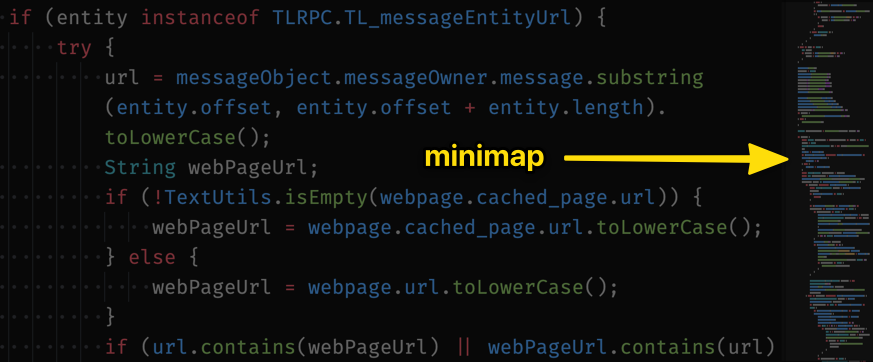 if (entity instanceof TLRPC.TL_messageEntityUrl) {
try {
url = messageObject.messageOwner.message.substring
(entity.offset, entity.offset + entity.length).
toLowerCase();
String webPageUrl;
minimap
if (!TextUtils.isEmpty(webpage.cached_page.url)) {
webPageUrl = webpage.cached_page.url.toLowerCase();
} else {
webPageUrl = webpage.url.toLowerCase();
}
if (url.contains(webPageUrl) || webPageUrl.contains(url)